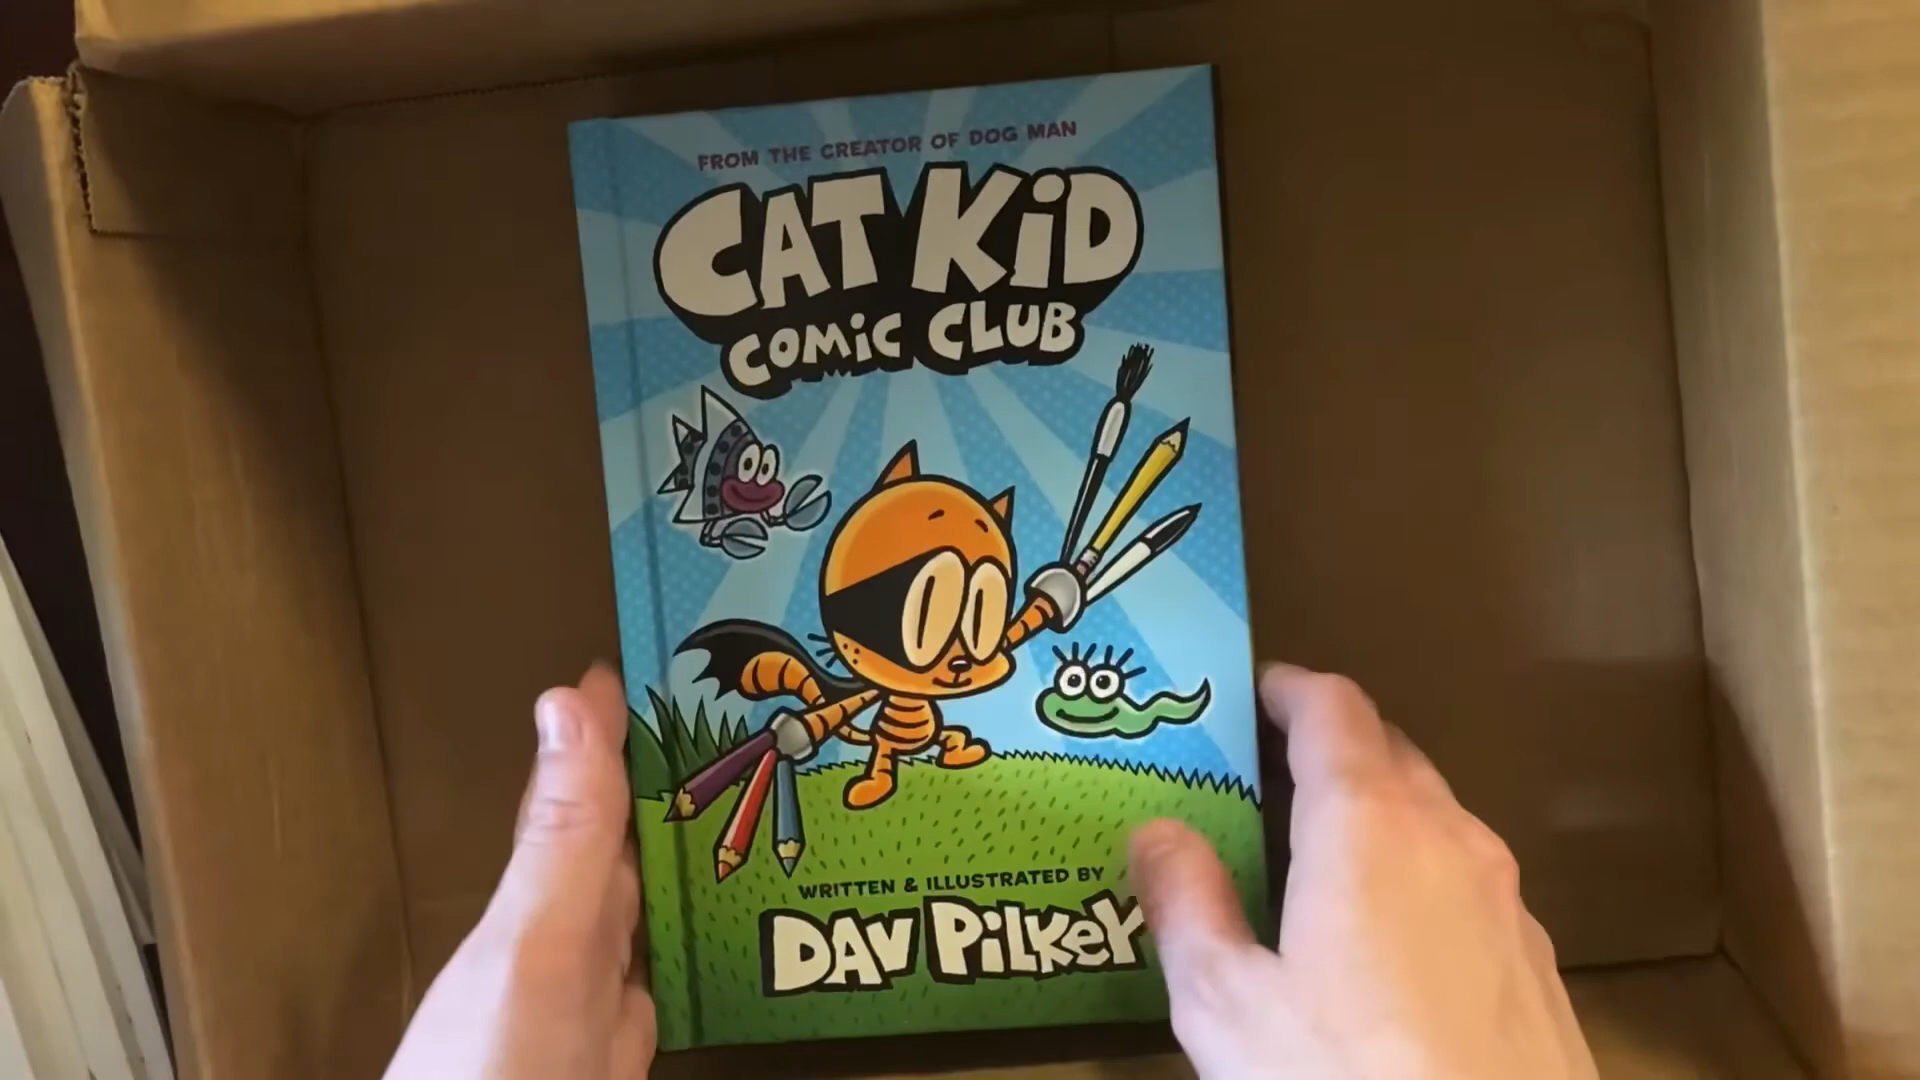 FROM THE CREATOR OF DOG MAN
CAT KID
COMIC CLUB
WRITTEN & ILLUSTRATED BY
DAV PILKEY